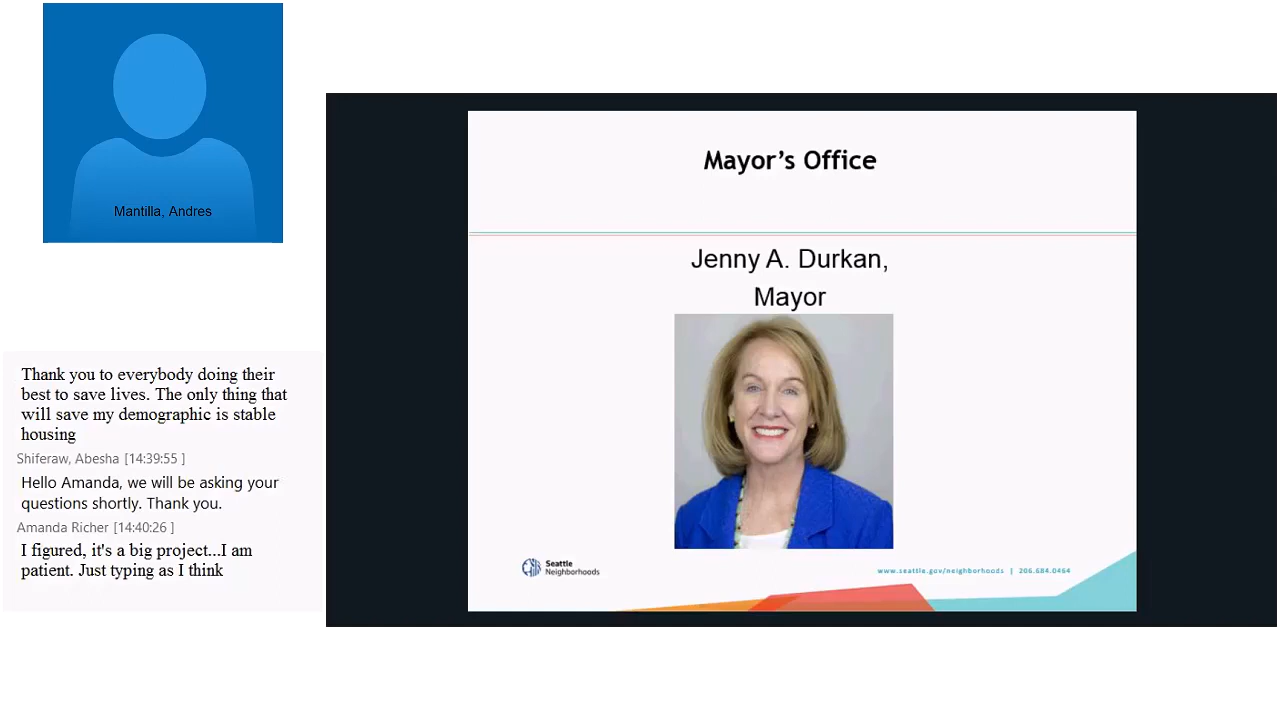 Mantilla, Andres
Thank you to everybody doing their
best to save lives. The only thing that
will save my demographic is stable
housing
Shiferaw, Abesha [14:39:55 ]
Hello Amanda, we will be asking your
questions shortly. Thank you.
Amanda Richer [14:40:26 ]
I figured, it's a big project...I am
patient. Just typing as I think
Mayor’s Office
Jenny A. Durkan,
Mayor
Seattle
Neighborhoods
www.seattle.gov/neighborhoods | 206.684.0464